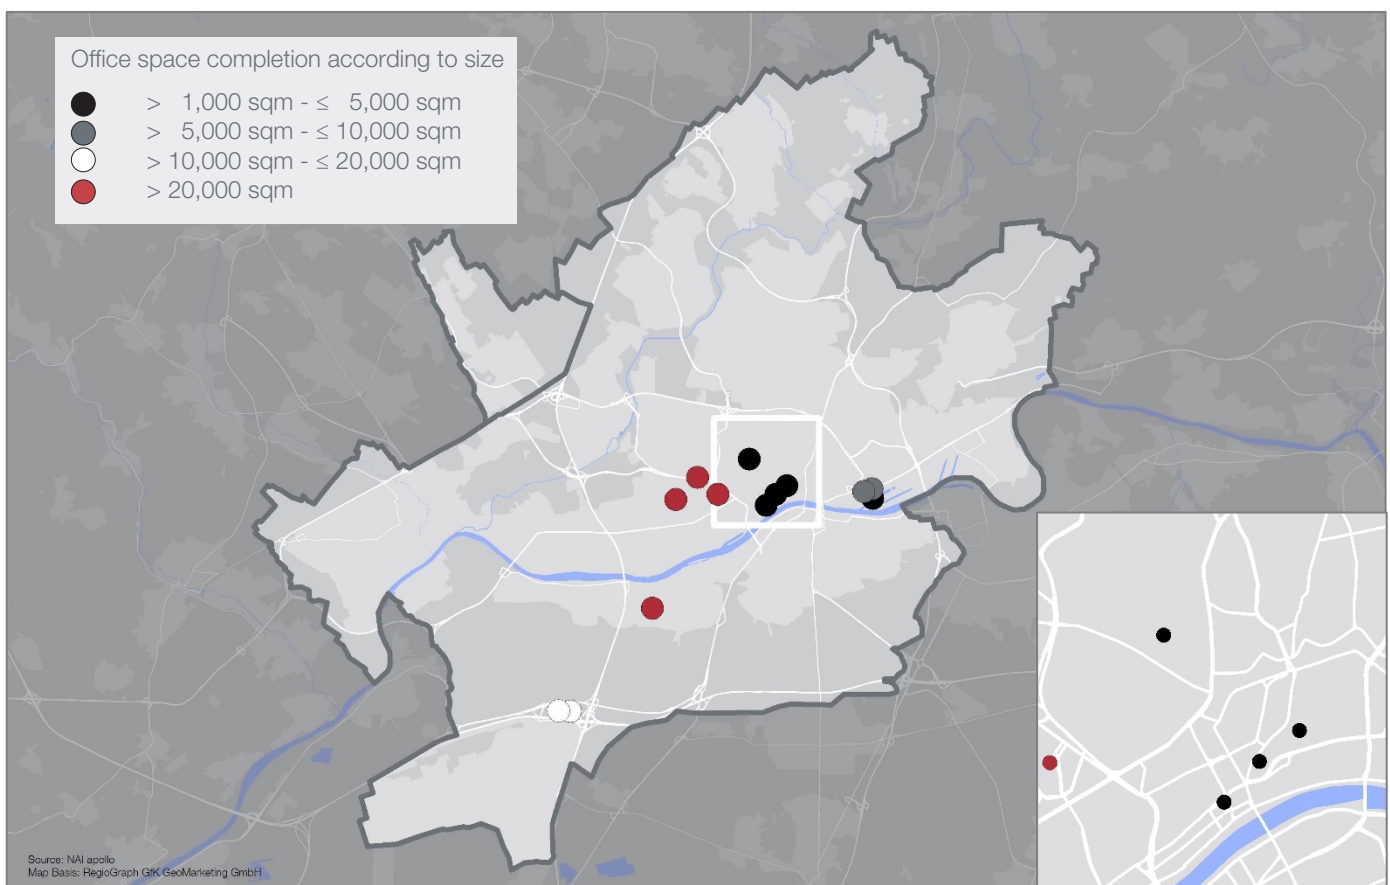 Office space completion according to size
> 1,000 sqm - ≤ 5,000 sqm
> 5,000 sqm - ≤ 10,000 sqm
> 10,000 sqm - ≤ 20,000 sqm
> 20,000 sqm
Source: NAI apollo
Map Basis: RegioGraph GfK GeoMarketing GmbH